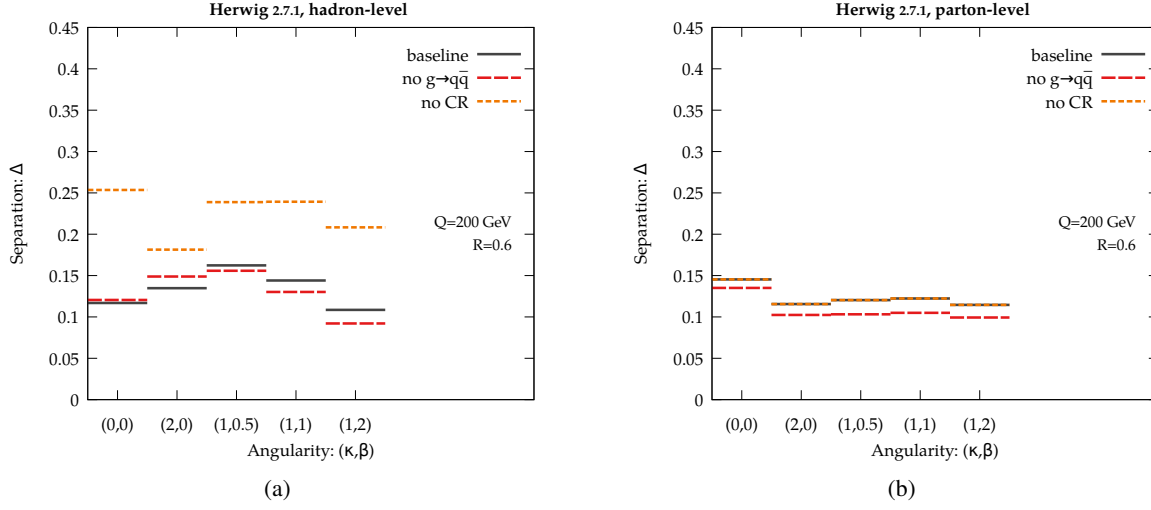 Herwig 2.7.1, hadron-level
Separation: Δ
0.45
0.4
0.35
0.3
0.25
0.2
0.15
0.1
0.05
0
baseline
no g→qq̄
no CR
Q=200 GeV
R=0.6
(0,0) (2,0) (1,0.5) (1,1) (1,2)
Angularity: (κ,β)
(a)
Herwig 2.7.1, parton-level
Separation: Δ
0.45
0.4
0.35
0.3
0.25
0.2
0.15
0.1
0.05
0
baseline
no g→qq̄
no CR
Q=200 GeV
R=0.6
(0,0) (2,0) (1,0.5) (1,1) (1,2)
Angularity: (κ,β)
(b)